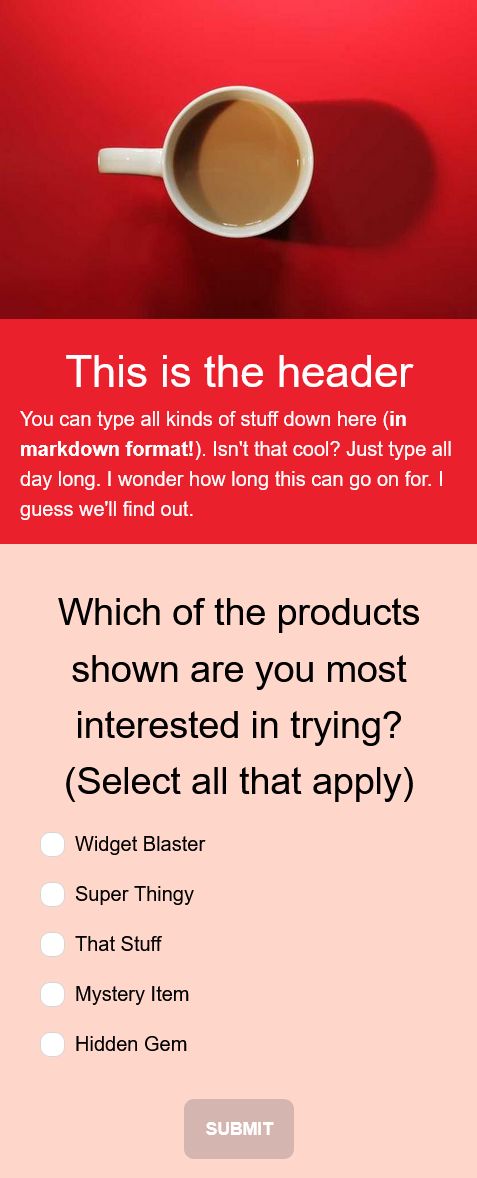 This is the header
You can type all kinds of stuff down here (in
markdown format!). Isn't that cool? Just type all
day long. I wonder how long this can go on for. I
guess we'll find out.
Which of the products
shown are you most
interested in trying?
(Select all that apply)
Widget Blaster
Super Thingy
That Stuff
Mystery Item
Hidden Gem
SUBMIT